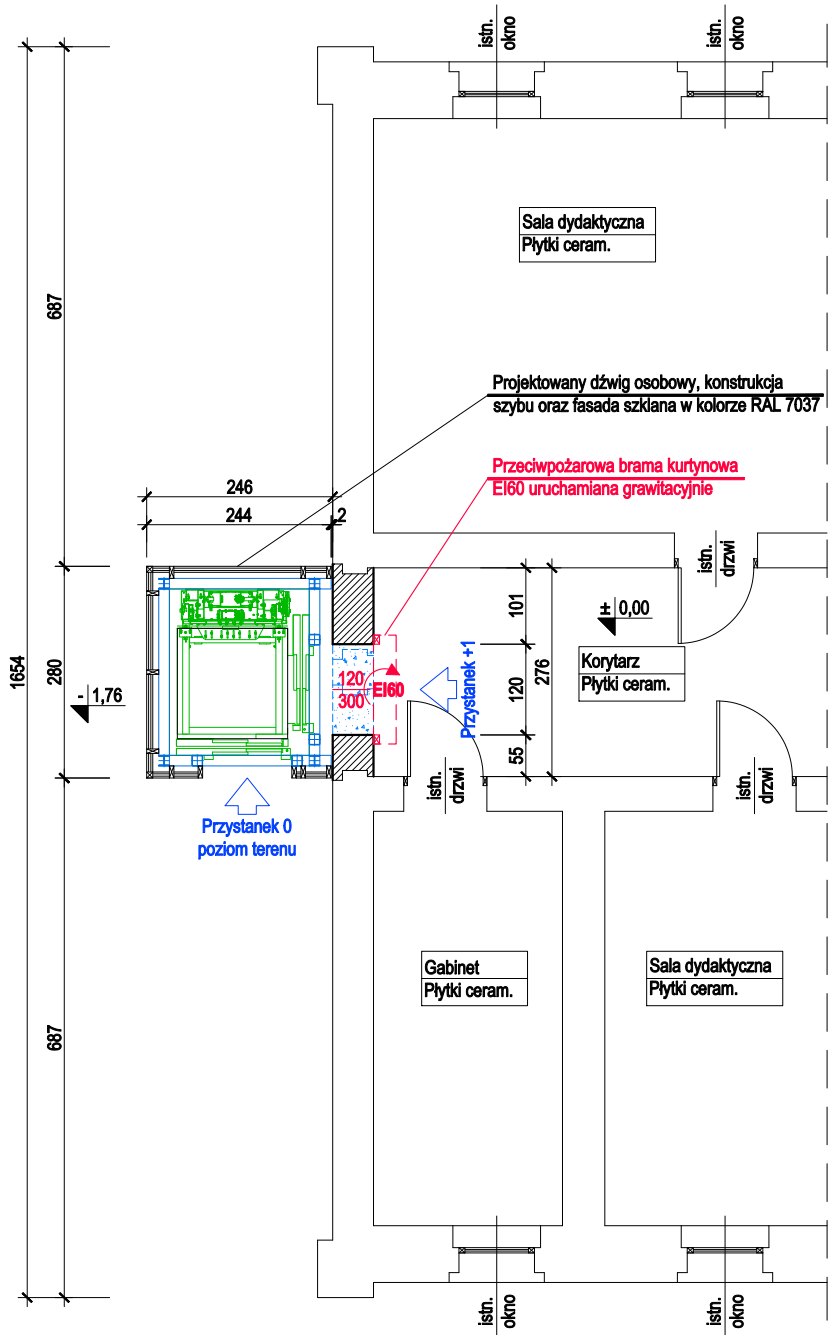 istn.
okno
istn.
okno
Sala dydaktyczna
Płytki ceram.
687
Projektowany dźwig osobowy, konstrukcja
szybu oraz fasada szklana w kolorze RAL 7037
Przeciwpożarowa brama kurtynowa
EI60 uruchamiana grawitacyjnie
246
244
2
istn.
drzwi
101
± 0,00
1654
280
- 1,76
120
300
EI60
Przystanek +1
120
276
Korytarz
Płytki ceram.
55
istn.
drzwi
istn.
drzwi
Przystanek 0
poziom terenu
Gabinet
Płytki ceram.
Sala dydaktyczna
Płytki ceram.
687
istn.
okno
istn.
okno